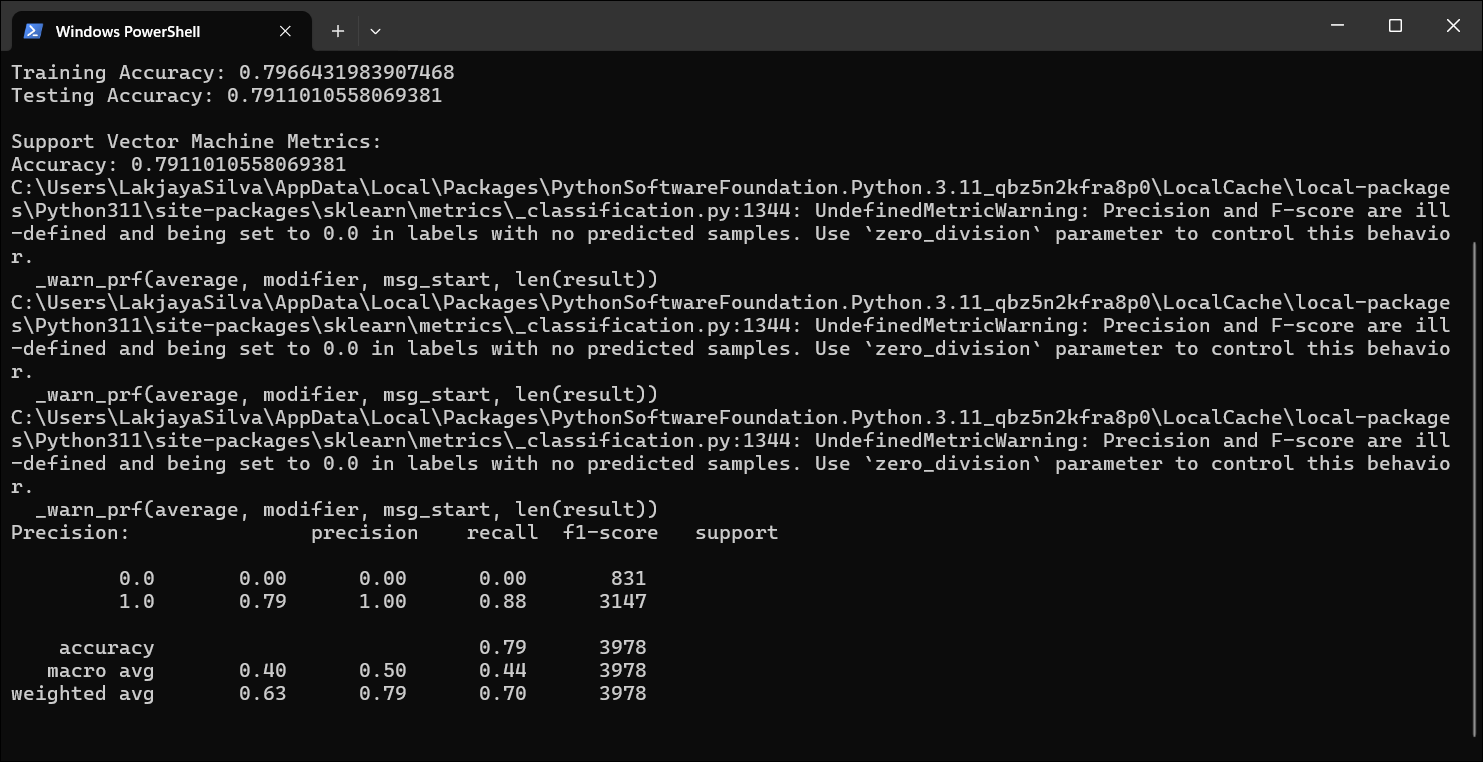 Windows PowerShell
Training Accuracy: 0.7966431983907468
Testing Accuracy: 0.7911010558069381
Support Vector Machine Metrics:
Accuracy: 0.7911010558069381
C:\Users\LakjayaSilva\AppData\Local\Packages\PythonSoftwareFoundation.Python.3.11_qbz5n2kfra8p0\LocalCache\local-package
s\Python311\site-packages\sklearn\metrics\_classification.py:1344: UndefinedMetricWarning: Precision and F-score are ill
-defined and being set to 0.0 in labels with no predicted samples. Use `zero_division` parameter to control this behavio
r.
  _warn_prf(average, modifier, msg_start, len(result))
C:\Users\LakjayaSilva\AppData\Local\Packages\PythonSoftwareFoundation.Python.3.11_qbz5n2kfra8p0\LocalCache\local-package
s\Python311\site-packages\sklearn\metrics\_classification.py:1344: UndefinedMetricWarning: Precision and F-score are ill
-defined and being set to 0.0 in labels with no predicted samples. Use `zero_division` parameter to control this behavio
r.
  _warn_prf(average, modifier, msg_start, len(result))
C:\Users\LakjayaSilva\AppData\Local\Packages\PythonSoftwareFoundation.Python.3.11_qbz5n2kfra8p0\LocalCache\local-package
s\Python311\site-packages\sklearn\metrics\_classification.py:1344: UndefinedMetricWarning: Precision and F-score are ill
-defined and being set to 0.0 in labels with no predicted samples. Use `zero_division` parameter to control this behavio
r.
  _warn_prf(average, modifier, msg_start, len(result))
Precision:               precision    recall  f1-score   support
         0.0       0.00      0.00      0.00       831
         1.0       0.79      1.00      0.88      3147
    accuracy                           0.79      3978
   macro avg       0.40      0.50      0.44      3978
weighted avg       0.63      0.79      0.70      3978